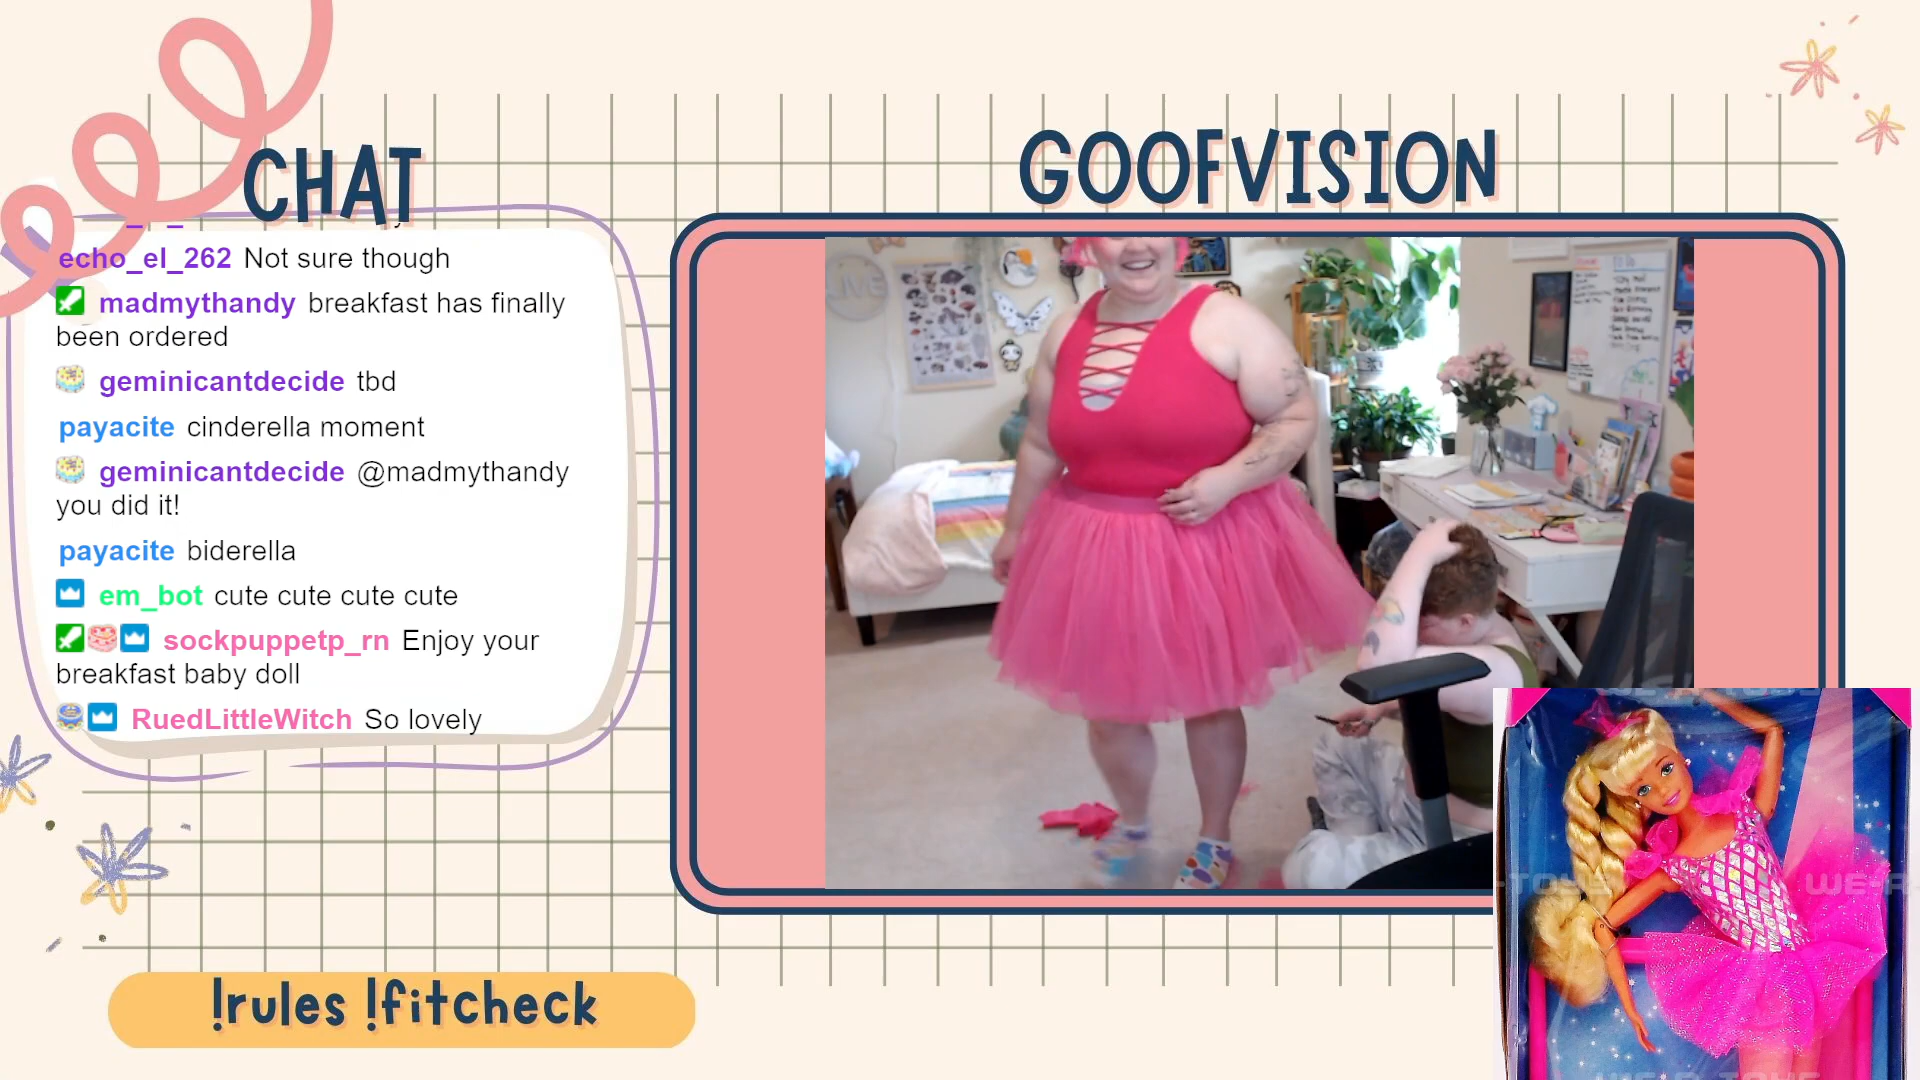 CHAT
GOOFVISION
echo_el_262 Not sure though
madmythandy breakfast has finally
been ordered
geminicantdecide tbd
payacite cinderella moment
geminicantdecide @madmythandy
you did it!
payacite biderella
em_bot cute cute cute cute
sockpuppetp_rn Enjoy your
breakfast baby doll
RuedLittleWitch So lovely
!rules !fitcheck
LIVE